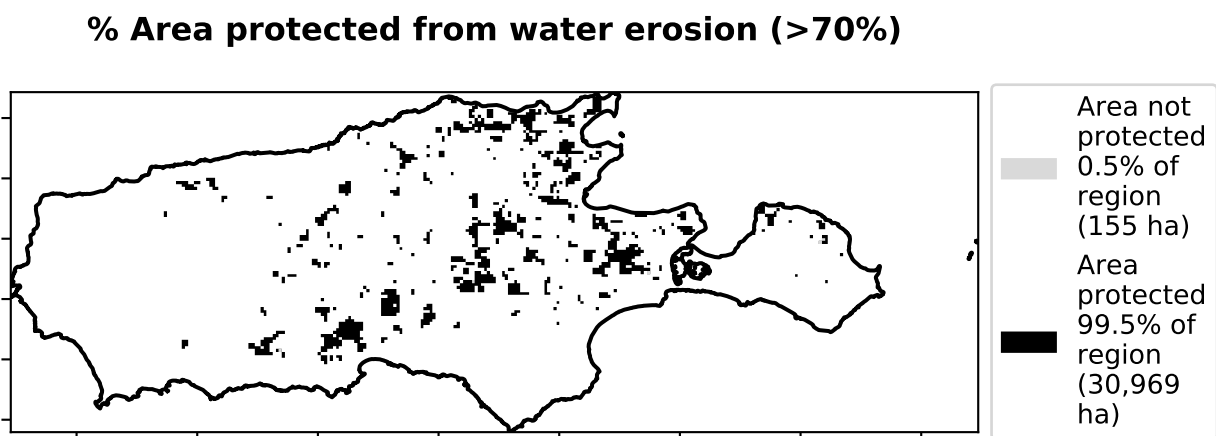 % Area protected from water erosion (>70%)
Area not
protected
0.5% of
region
(155 ha)
Area
protected
99.5% of
region
(30,969
ha)